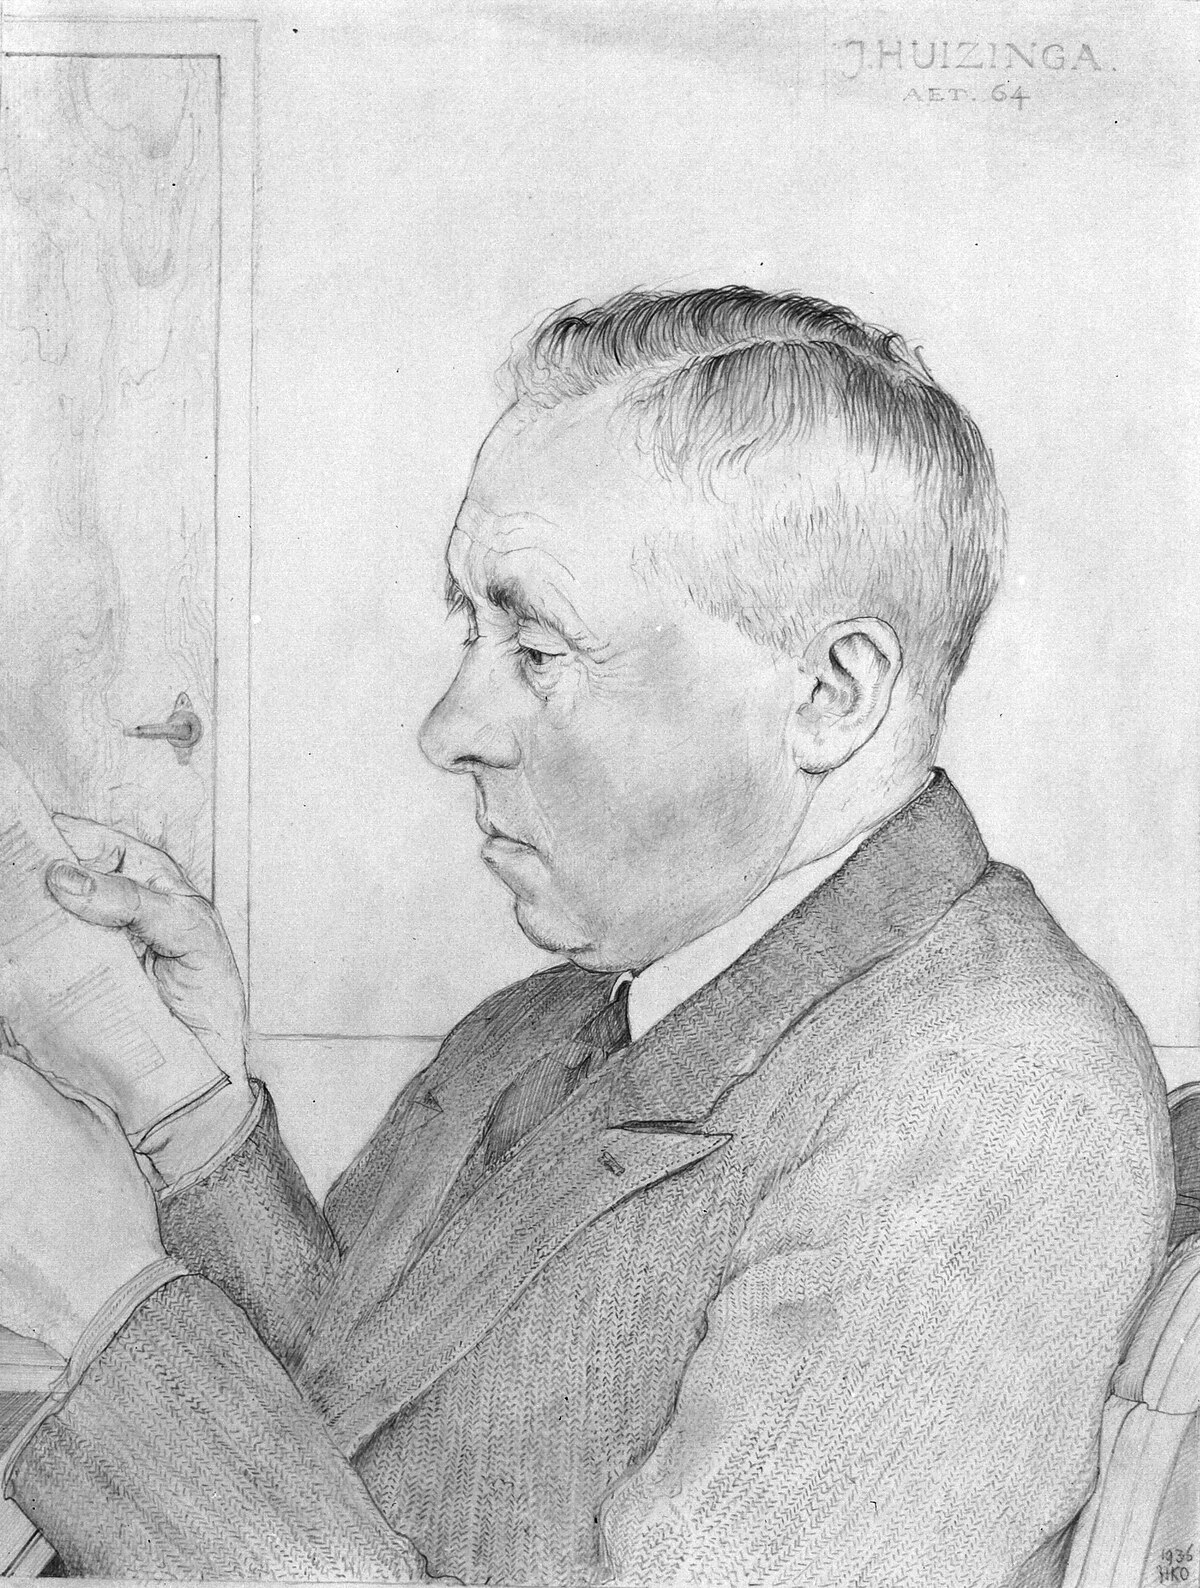 J. HUIZINGA.
AET. 64
1936
HKO